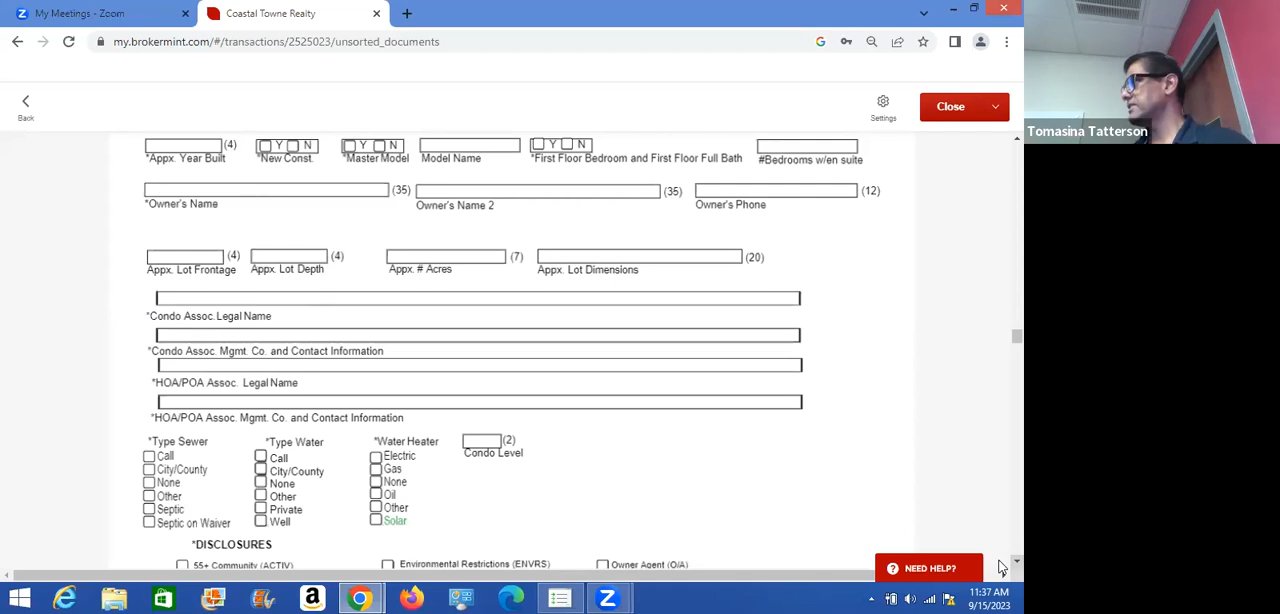 My Meetings - Zoom
Coastal Towne Realty
my.brokermint.com/#/transactions/2525023/unsorted_documents
Back
Settings
Close
Tomasina Tatterson
(4) Y N Y N Y N
*Appx. Year Built *New Const. *Master Model Model Name *First Floor Bedroom and First Floor Full Bath #Bedrooms w/en suite
(35) (35) (12)
*Owner's Name Owner's Name 2 Owner's Phone
(4) (4) (7) (20)
Appx. Lot Frontage Appx. Lot Depth Appx. # Acres Appx. Lot Dimensions
*Condo Assoc. Legal Name
*Condo Assoc. Mgmt. Co. and Contact Information
*HOA/POA Assoc. Legal Name
*HOA/POA Assoc. Mgmt. Co. and Contact Information
*Type Sewer *Type Water *Water Heater (2)
Call Call Electric Condo Level
City/County City/County Gas
None None None
Other Other Oil
Septic Private Other
Septic on Waiver Well Solar
*DISCLOSURES
55+ Community (ACTIV) Environmental Restrictions (ENVRS) Owner Agent (O/A)
NEED HELP?
11:37 AM
9/15/2023